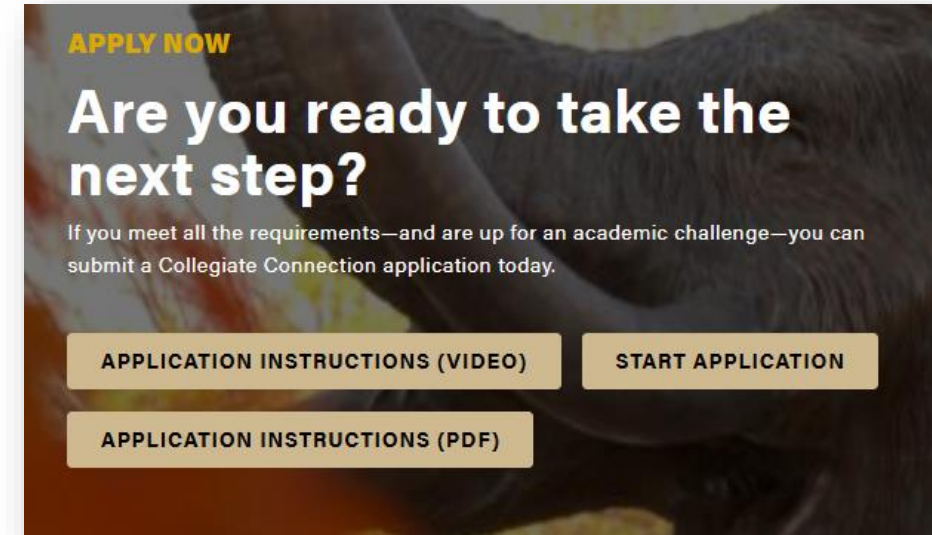 APPLY NOW
Are you ready to take the
next step?
If you meet all the requirements—and are up for an academic challenge—you can
submit a Collegiate Connection application today.
APPLICATION INSTRUCTIONS (VIDEO)
START APPLICATION
APPLICATION INSTRUCTIONS (PDF)